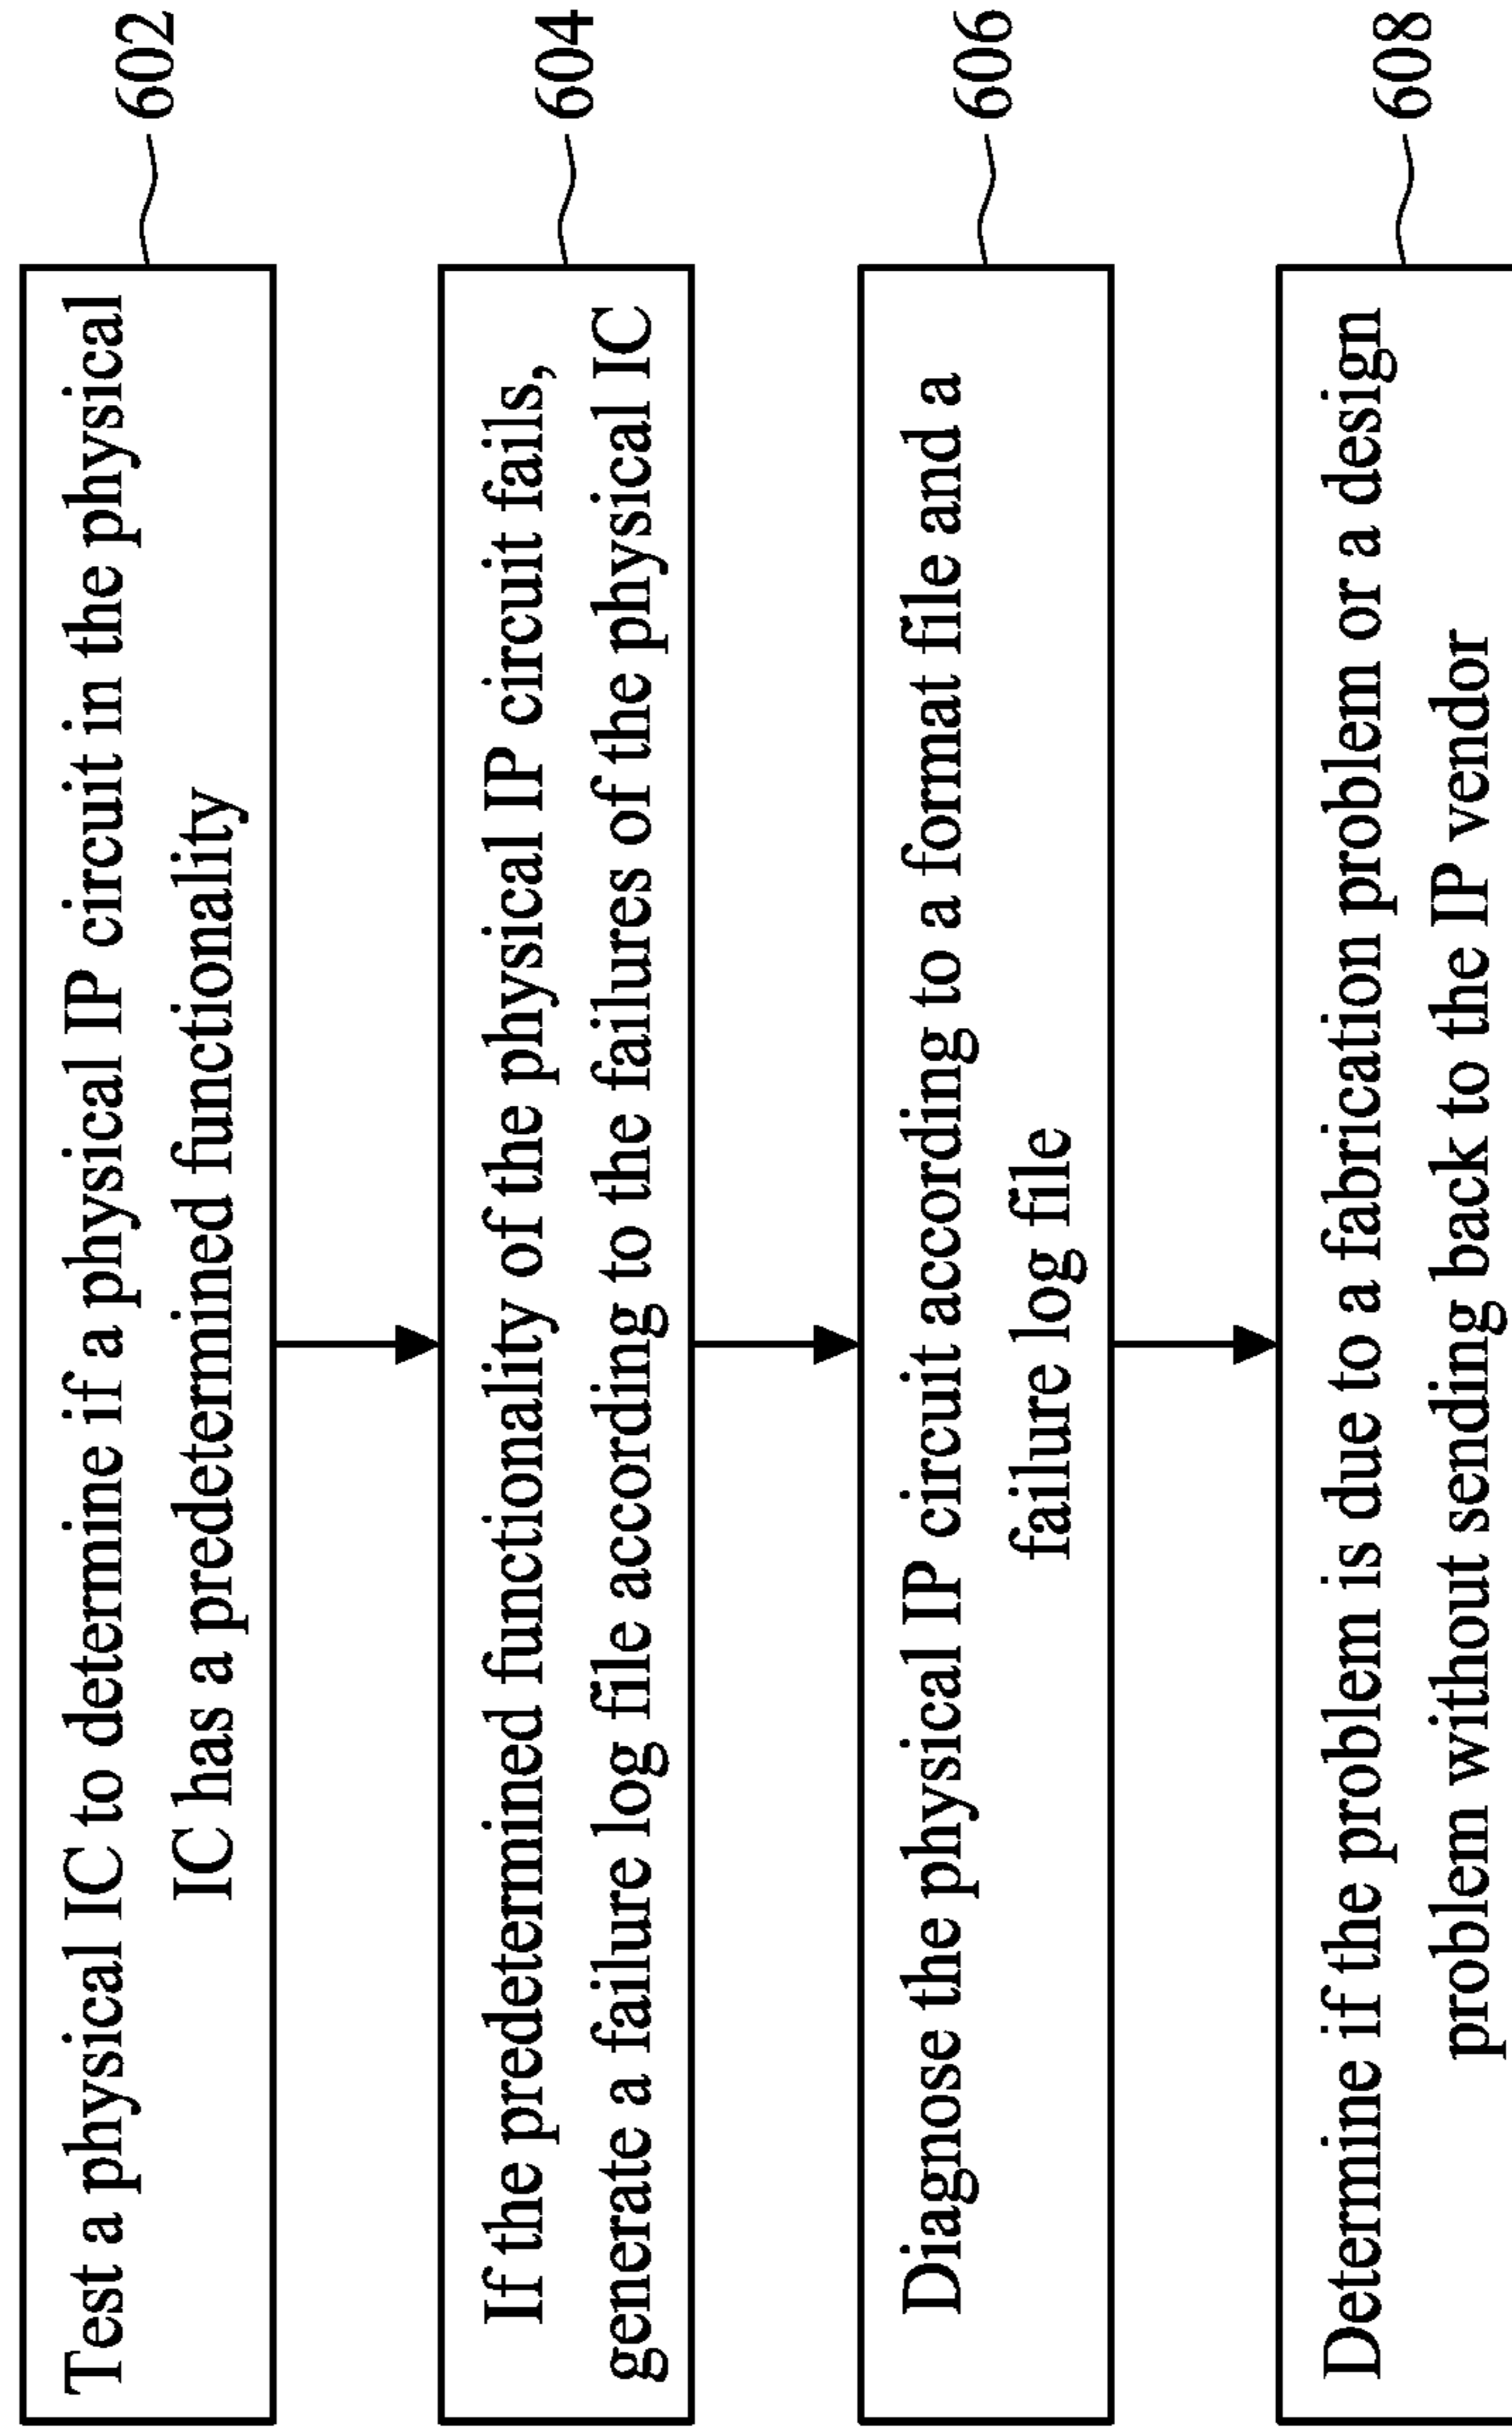 Test a physical IC to determine if a physical IP circuit in the physical
IC has a predetermined functionality
602
If the predetermined functionality of the physical IP circuit fails,
generate a failure log file according to the failures of the physical IC
604
Diagnose the physical IP circuit according to a format file and a
failure log file
606
Determine if the problem is due to a fabrication problem or a design
problem without sending back to the IP vendor
608